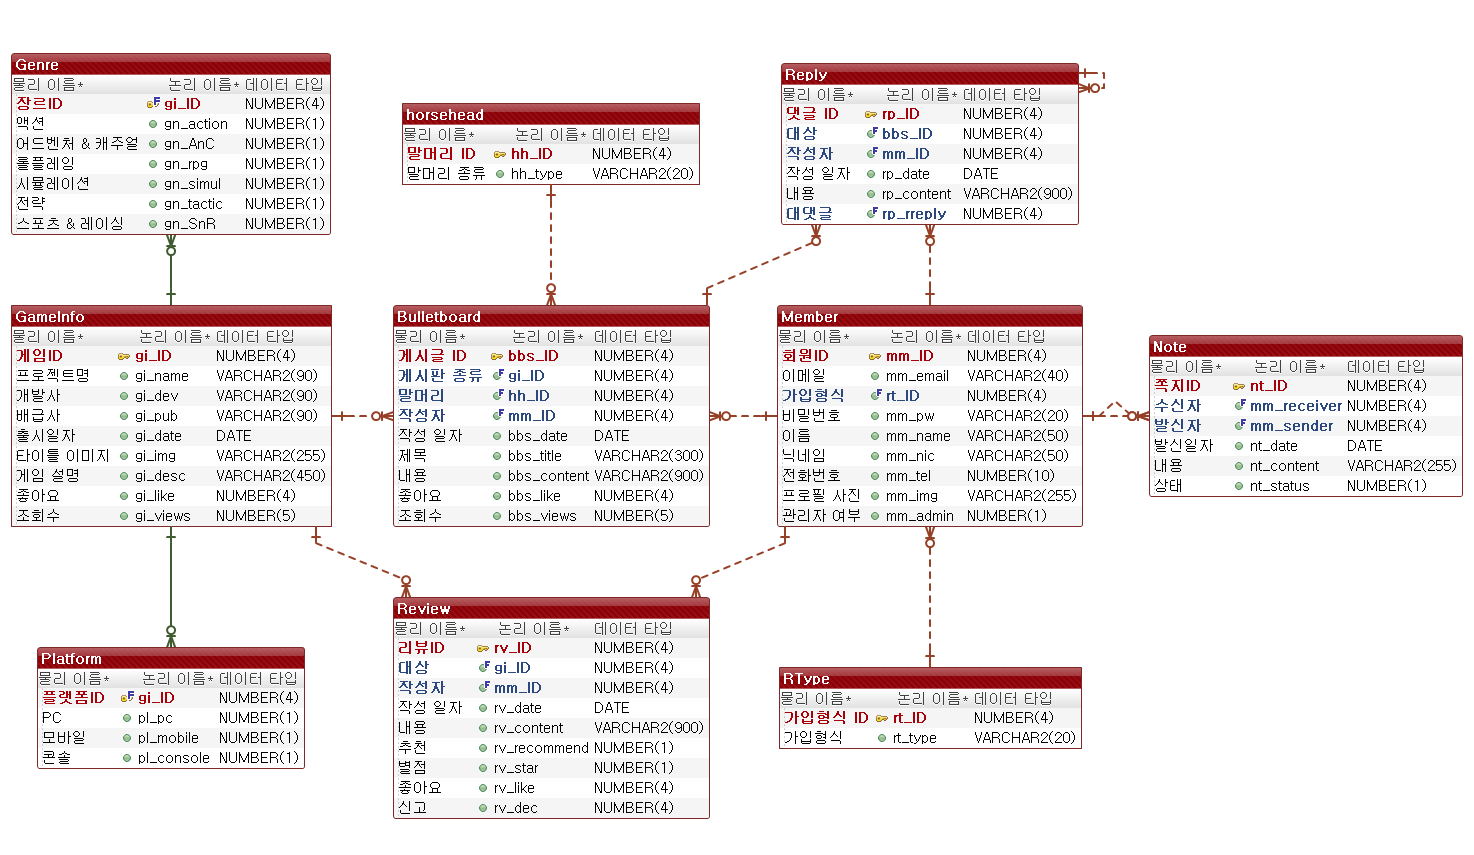 Genre
물리 이름* 논리 이름* 데이터 타입
장르ID gi_ID NUMBER(4)
액션 gn_action NUMBER(1)
어드벤처 & 캐주얼 gn_AnC NUMBER(1)
롤플레잉 gn_rpg NUMBER(1)
시뮬레이션 gn_simul NUMBER(1)
전략 gn_tactic NUMBER(1)
스포츠 & 레이싱 gn_SnR NUMBER(1)
horsehead
물리 이름* 논리 이름* 데이터 타입
말머리 ID hh_ID NUMBER(4)
말머리 종류 hh_type VARCHAR2(20)
Reply
물리 이름* 논리 이름* 데이터 타입
댓글 ID rp_ID NUMBER(4)
대상 bbs_ID NUMBER(4)
작성자 mm_ID NUMBER(4)
작성 일자 rp_date DATE
내용 rp_content VARCHAR2(900)
대댓글 rp_rreply NUMBER(4)
GameInfo
물리 이름* 논리 이름* 데이터 타입
게임ID gi_ID NUMBER(4)
프로젝트명 gi_name VARCHAR2(90)
개발사 gi_dev VARCHAR2(90)
배급사 gi_pub VARCHAR2(90)
출시일자 gi_date DATE
타이틀 이미지 gi_img VARCHAR2(255)
게임 설명 gi_desc VARCHAR2(450)
좋아요 gi_like NUMBER(4)
조회수 gi_views NUMBER(5)
Bulletboard
물리 이름* 논리 이름* 데이터 타입
게시글 ID bbs_ID NUMBER(4)
게시판 종류 gi_ID NUMBER(4)
말머리 hh_ID NUMBER(4)
작성자 mm_ID NUMBER(4)
작성 일자 bbs_date DATE
제목 bbs_title VARCHAR2(300)
내용 bbs_content VARCHAR2(900)
좋아요 bbs_like NUMBER(4)
조회수 bbs_views NUMBER(5)
Member
물리 이름* 논리 이름* 데이터 타입
회원ID mm_ID NUMBER(4)
이메일 mm_email VARCHAR2(40)
가입형식 rt_ID NUMBER(4)
비밀번호 mm_pw VARCHAR2(20)
이름 mm_name VARCHAR2(50)
닉네임 mm_nic VARCHAR2(50)
전화번호 mm_tel NUMBER(10)
프로필 사진 mm_img VARCHAR2(255)
관리자 여부 mm_admin NUMBER(1)
Note
물리 이름* 논리 이름* 데이터 타입
쪽지ID nt_ID NUMBER(4)
수신자 mm_receiver NUMBER(4)
발신자 mm_sender NUMBER(4)
발신일자 nt_date DATE
내용 nt_content VARCHAR2(255)
상태 nt_status NUMBER(1)
Platform
물리 이름* 논리 이름* 데이터 타입
플랫폼ID gi_ID NUMBER(4)
PC pl_pc NUMBER(1)
모바일 pl_mobile NUMBER(1)
콘솔 pl_console NUMBER(1)
Review
물리 이름* 논리 이름* 데이터 타입
리뷰ID rv_ID NUMBER(4)
대상 gi_ID NUMBER(4)
작성자 mm_ID NUMBER(4)
작성 일자 rv_date DATE
내용 rv_content VARCHAR2(900)
추천 rv_recommend NUMBER(1)
별점 rv_star NUMBER(1)
좋아요 rv_like NUMBER(4)
신고 rv_dec NUMBER(4)
RType
물리 이름* 논리 이름* 데이터 타입
가입형식 ID rt_ID NUMBER(4)
가입형식 rt_type VARCHAR2(20)